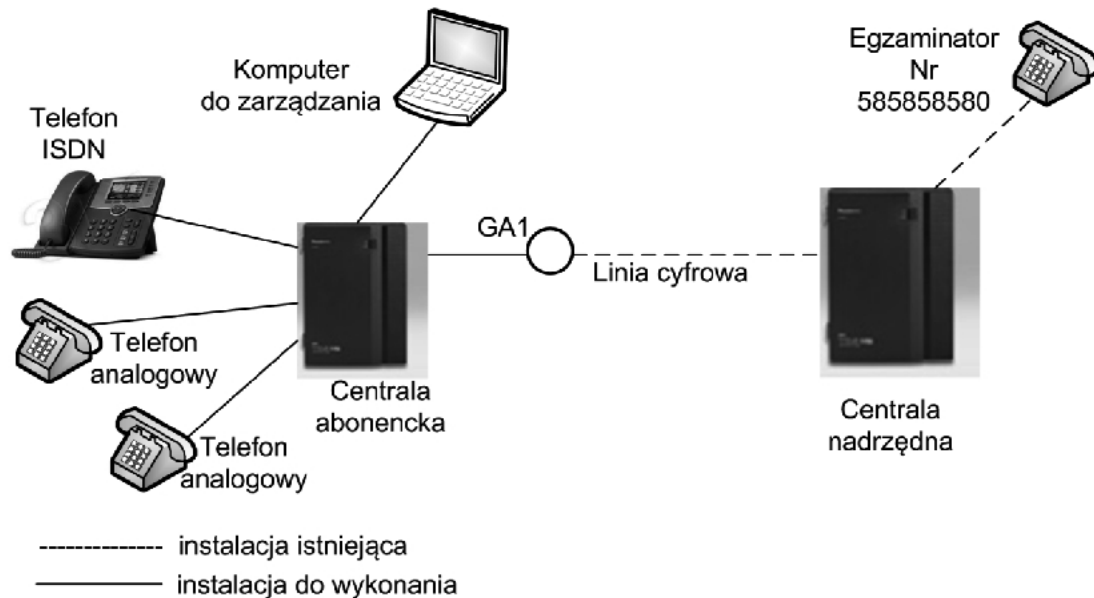 Komputer
do zarządzania
Egzaminator
Nr
585858580
Telefon
ISDN
GA1
Linia cyfrowa
Telefon
analogowy
Centrala
abonencka
Centrala
nadrzędna
Telefon
analogowy
instalacja istniejąca
instalacja do wykonania